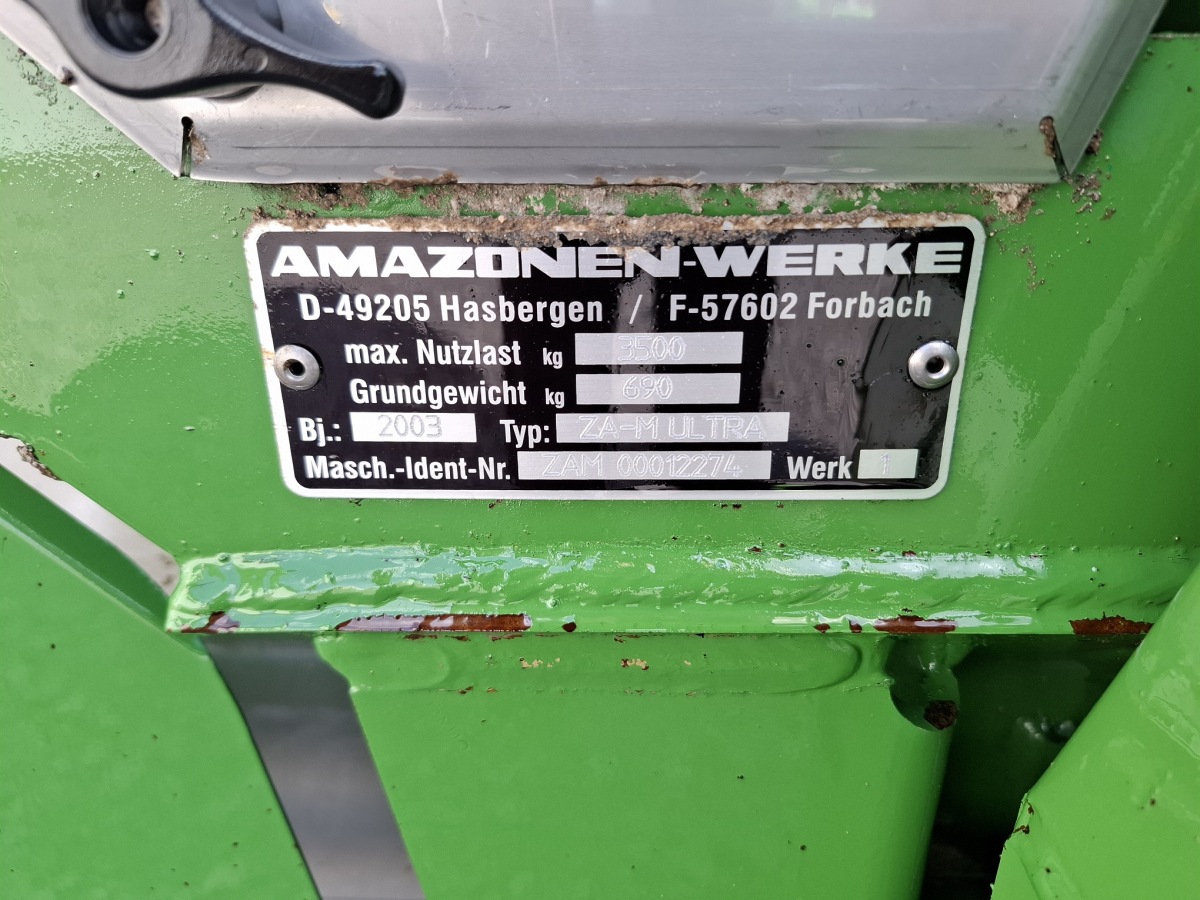 AMAZONEN-WERKE
D-49205 Hasbergen / F-57602 Forbach
max. Nutzlast kg 3500
Grundgewicht kg 690
Bj.: 2003 Typ: ZA-M ULTRA
Masch.-Ident-Nr. ZAM 00012274 Werk 1